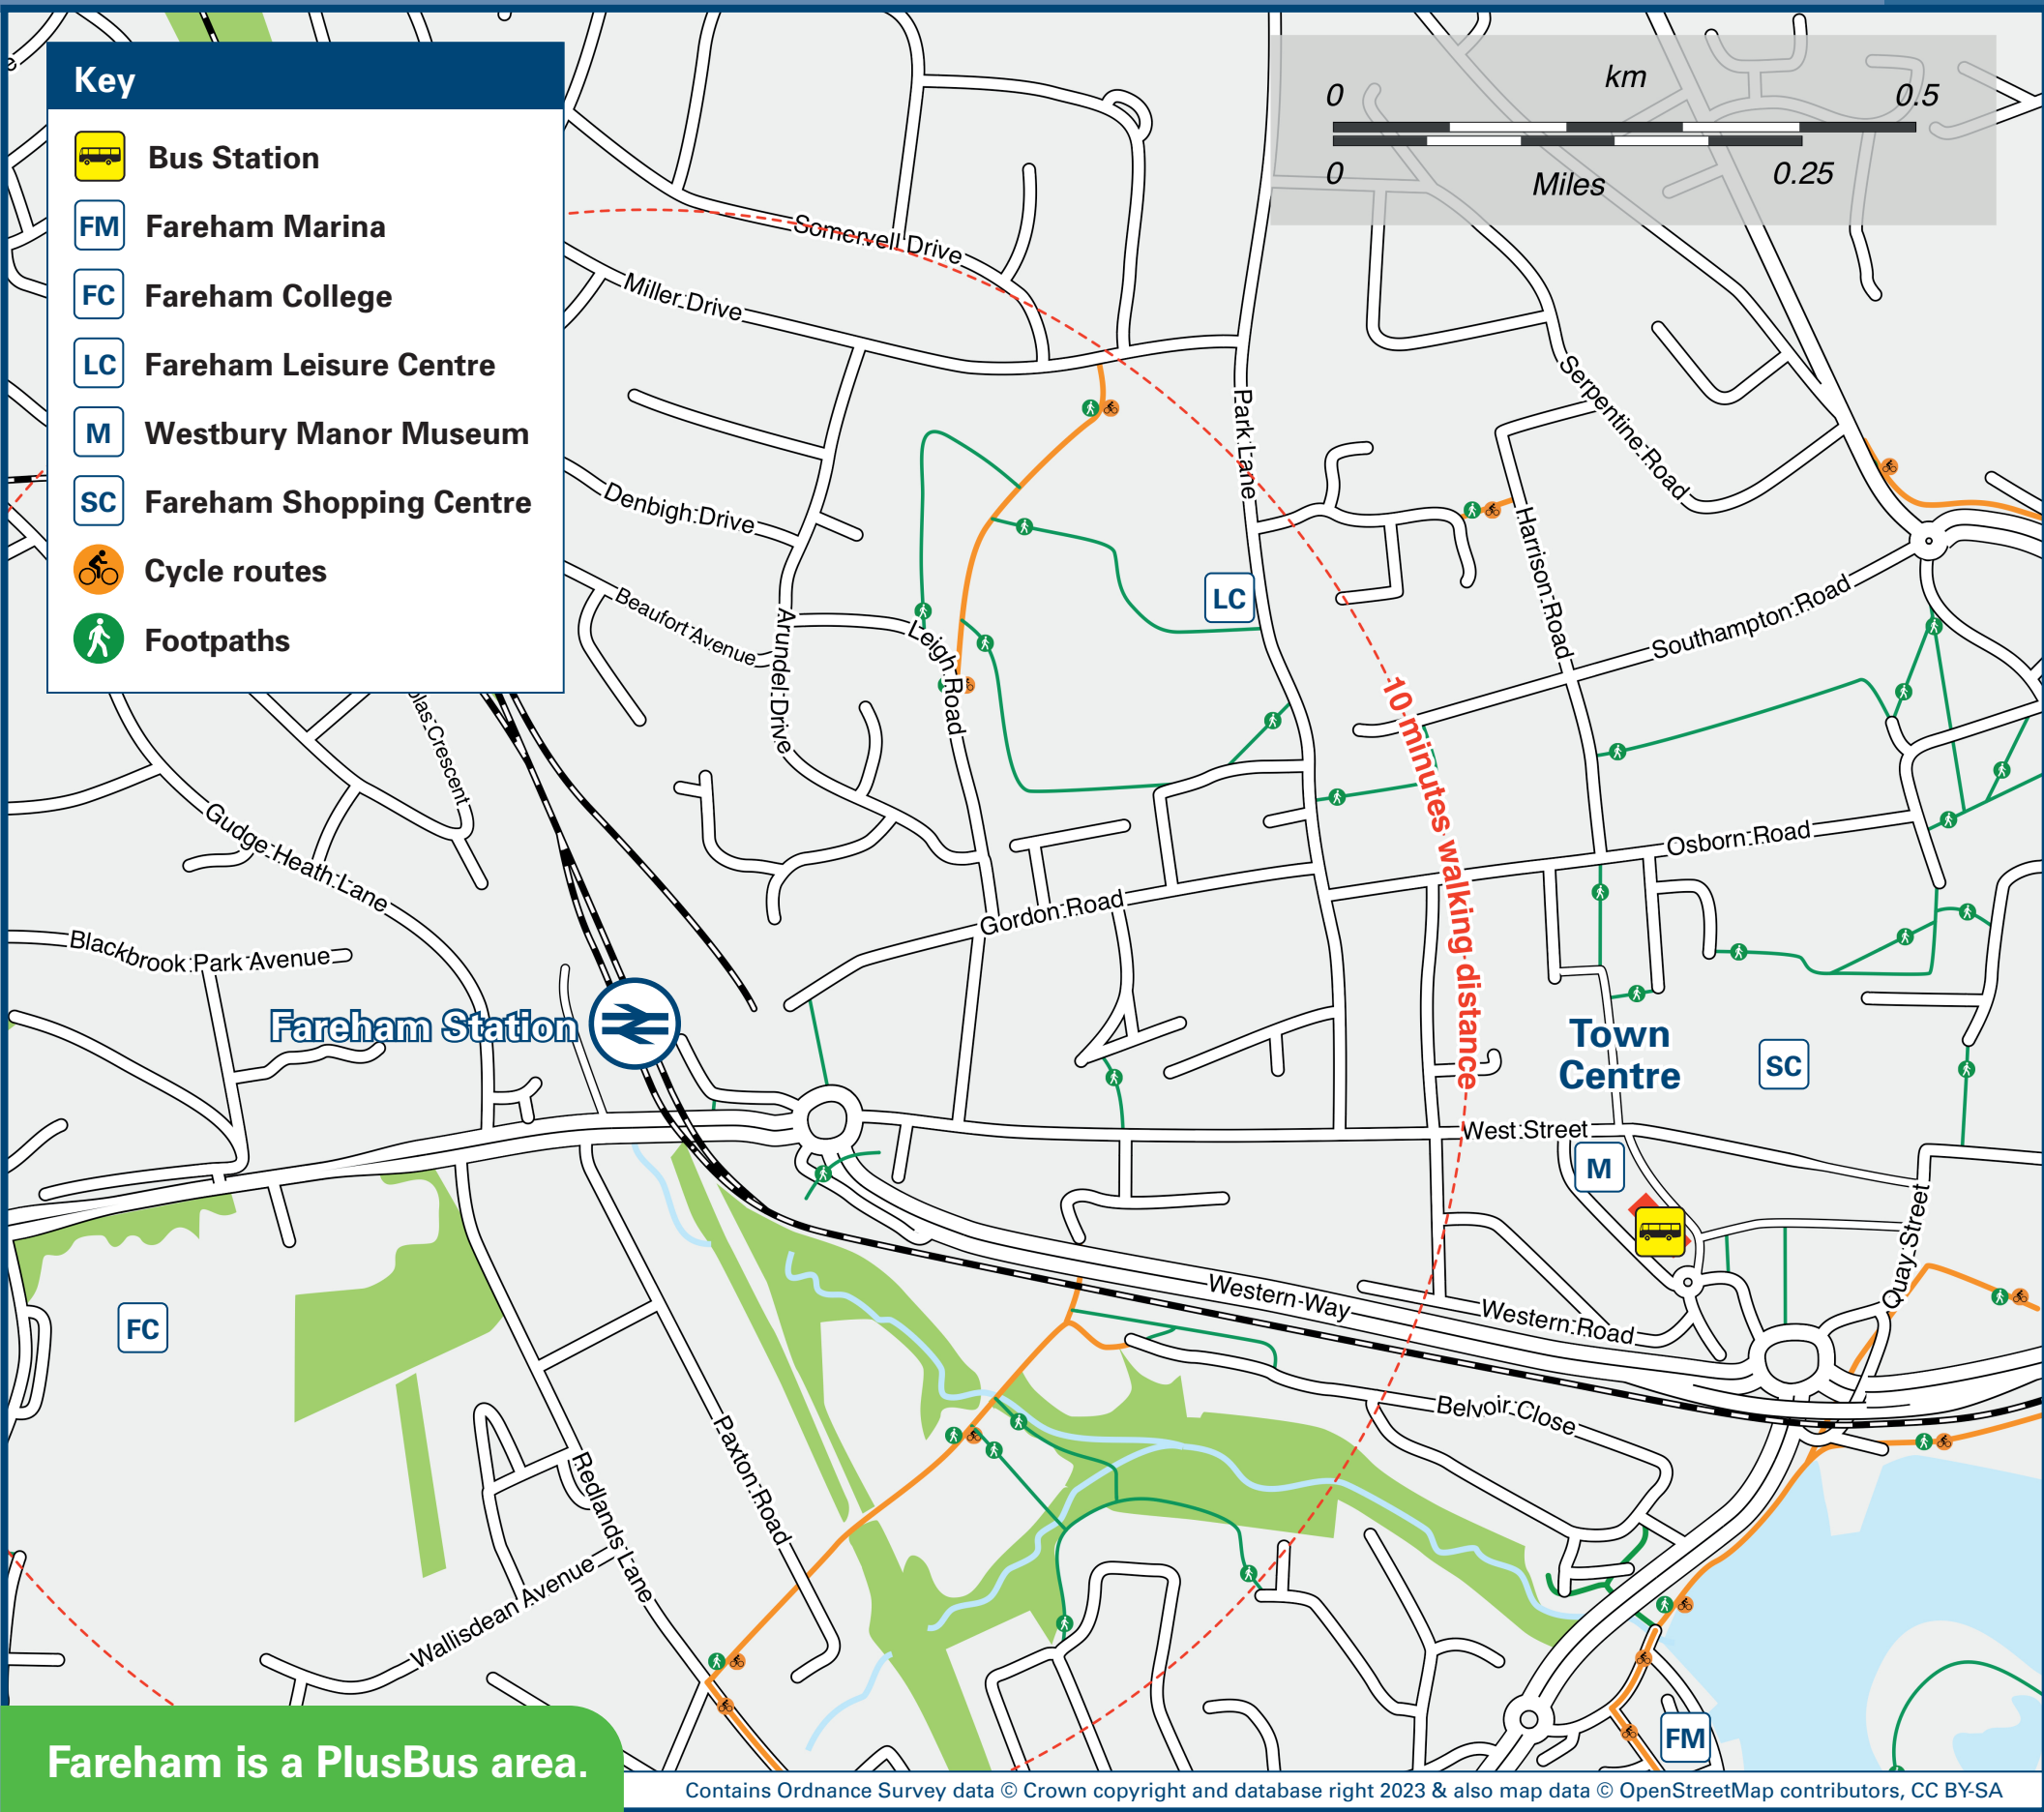 Key
Bus Station
FM Fareham Marina
FC Fareham College
LC Fareham Leisure Centre
M Westbury Manor Museum
SC Fareham Shopping Centre
Cycle routes
Footpaths
km
0 0.5
0 0.25
Miles
Somervell Drive
Miller Drive
Park Lane
Serpentine Road
Denbigh Drive
Harrison Road
Beaufort Avenue
LC
Arundel Drive
Leigh Road
Southampton Road
10 minutes walking distance
Crescent
Gudge Heath Lane
Osborn Road
Gordon Road
Blackbrook Park Avenue
Fareham Station
Town
Centre
SC
West Street
M
Quay Street
Western Way
Western Road
FC
Belvoir Close
Paxton Road
Redlands Lane
Wallisdean Avenue
FM
Fareham is a PlusBus area.
Contains Ordnance Survey data © Crown copyright and database right 2023 & also map data © OpenStreetMap contributors, CC BY-SA